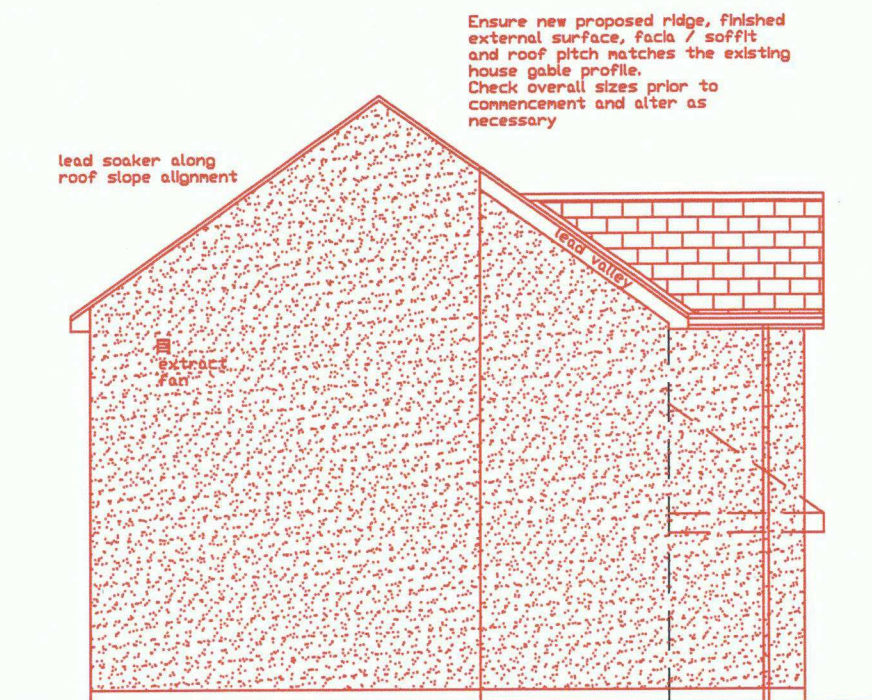 Ensure new proposed ridge, finished
external surface, facia / soffit
and roof pitch matches the existing
house gable profile.
Check overall sizes prior to
commencement and alter as
necessary
lead soaker along
roof slope alignment
lead valley
extract
fan